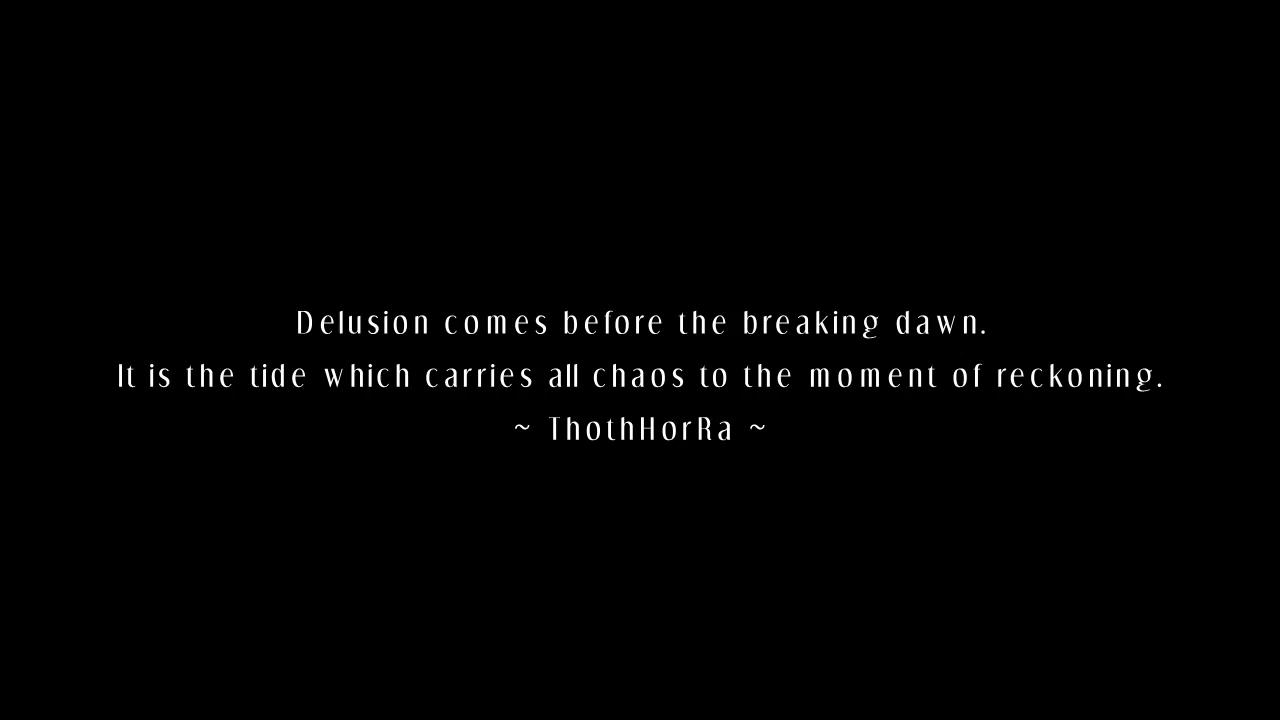 Delusion comes before the breaking dawn.
It is the tide which carries all chaos to the moment of reckoning.
~ ThothHorRa ~